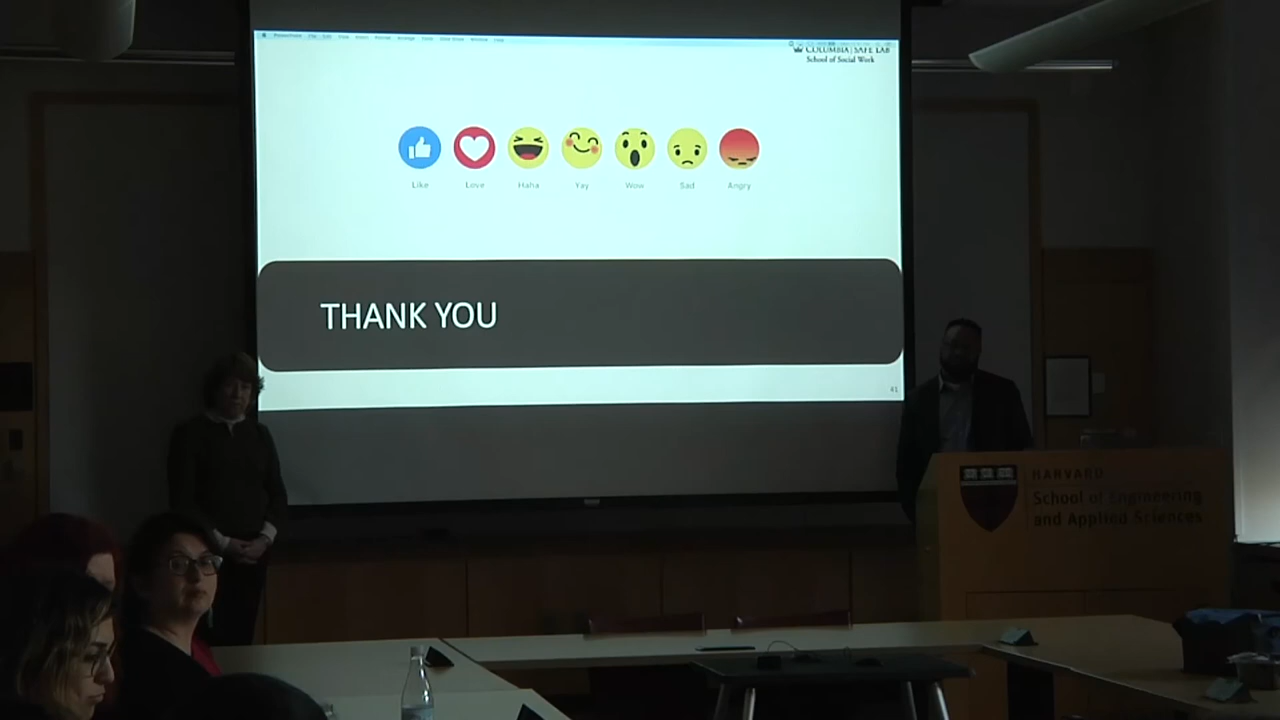 COLUMBIA | SAFE LAB
School of Social Work
Like
Love
Haha
Yay
Wow
Sad
Angry
THANK YOU
41
HARVARD
School of Engineering
and Applied Sciences